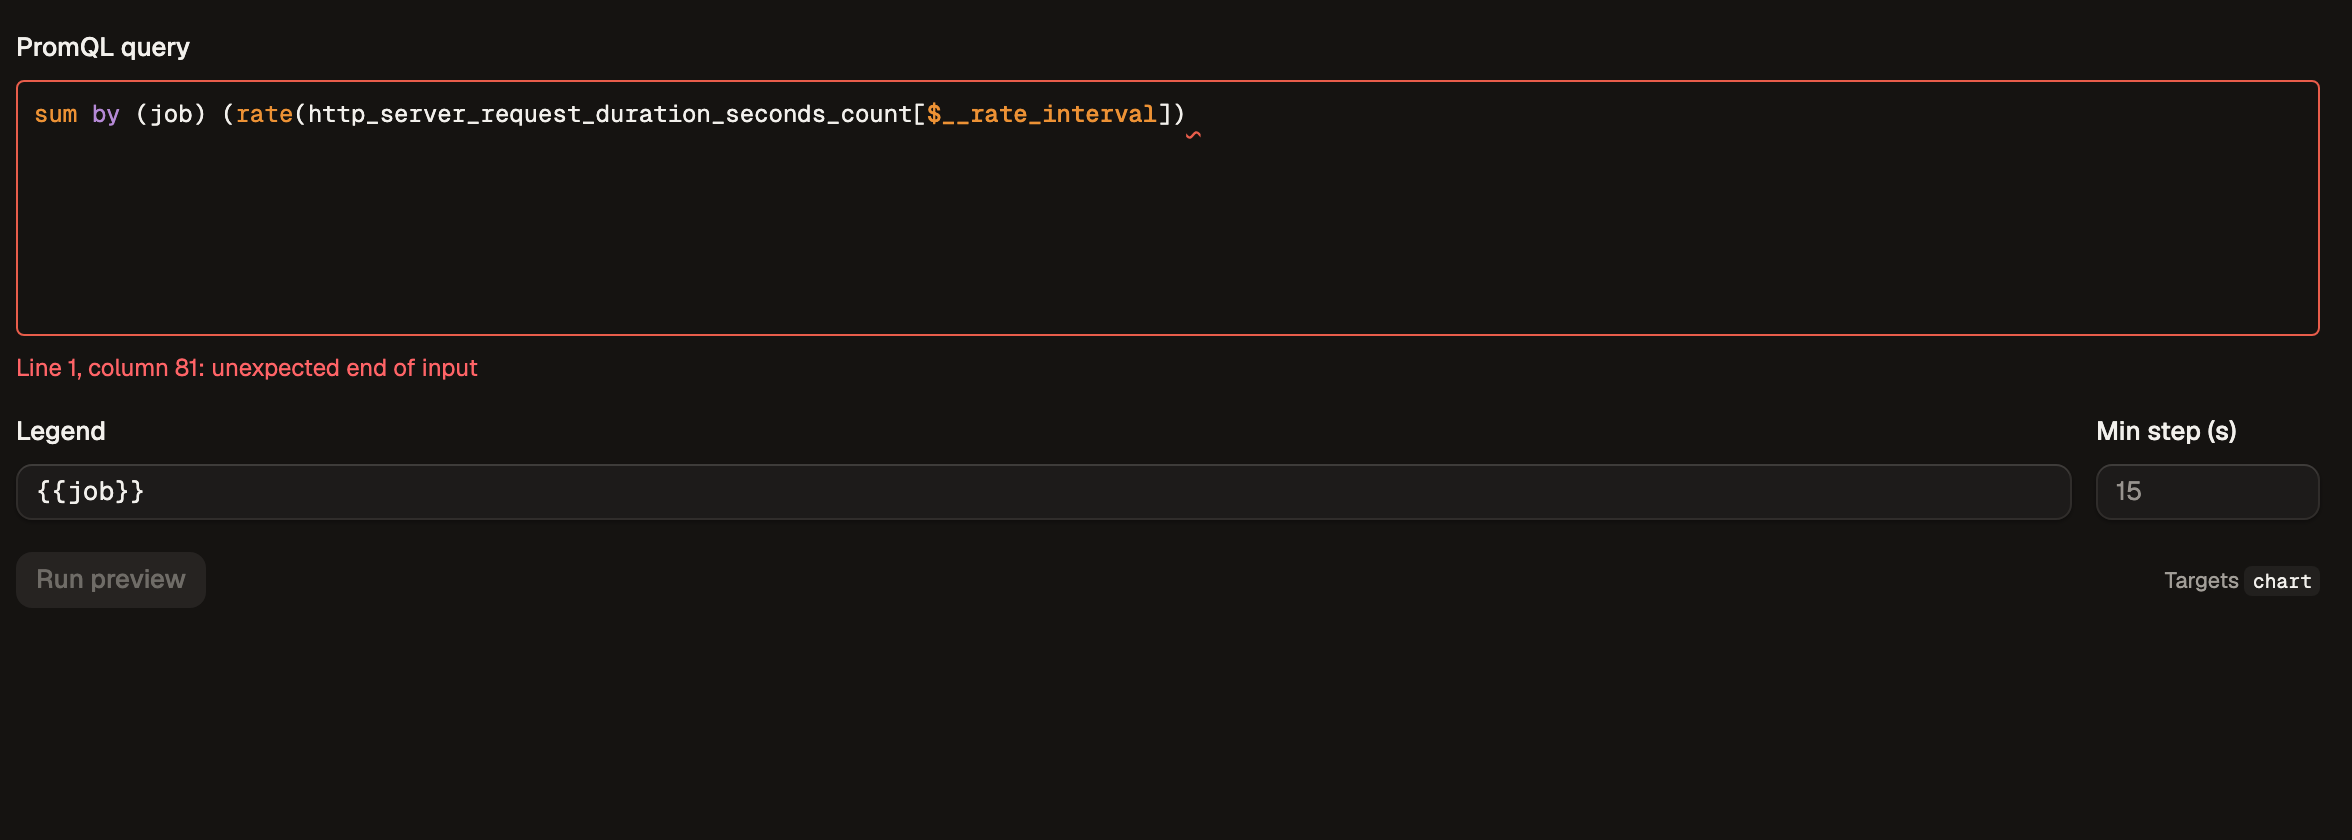 PromQL query
sum by (job) (rate(http_server_request_duration_seconds_count[$__rate_interval])
Line 1, column 81: unexpected end of input
Legend
Min step (s)
{{job}}
15
Run preview
Targets chart